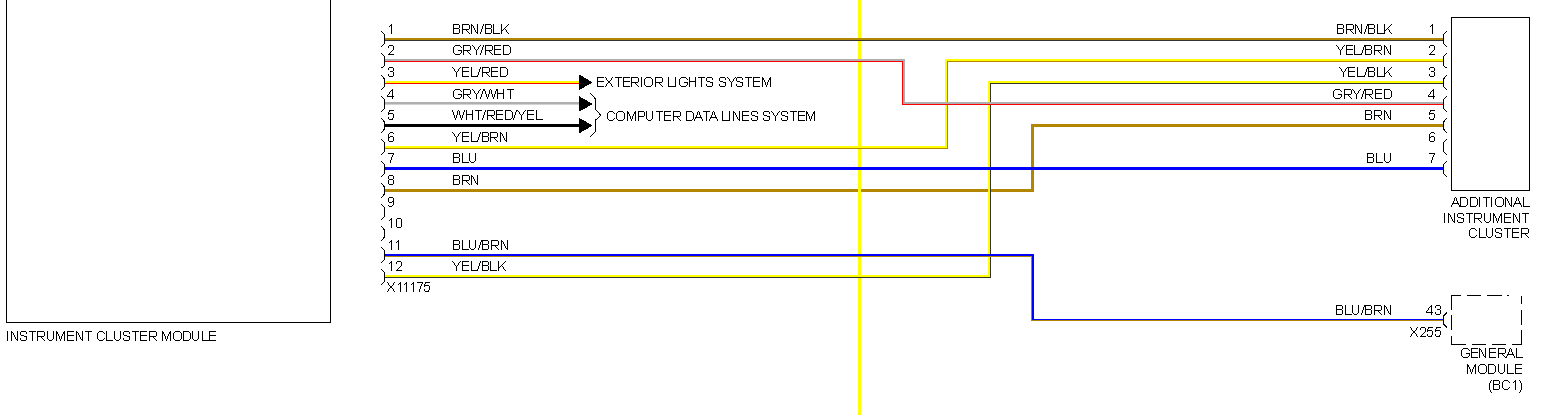 1 BRN/BLK BRN/BLK 1
2 GRY/RED YEL/BRN 2
3 YEL/RED EXTERIOR LIGHTS SYSTEM YEL/BLK 3
4 GRY/WHT GRY/RED 4
5 WHT/RED/YEL COMPUTER DATA LINES SYSTEM BRN 5
6 YEL/BRN 6
7 BLU BLU 7
8 BRN
9
10
11 BLU/BRN
12 YEL/BLK
X11175
INSTRUMENT CLUSTER MODULE
ADDITIONAL
INSTRUMENT
CLUSTER
BLU/BRN 43
X255
GENERAL
MODULE
(BC1)